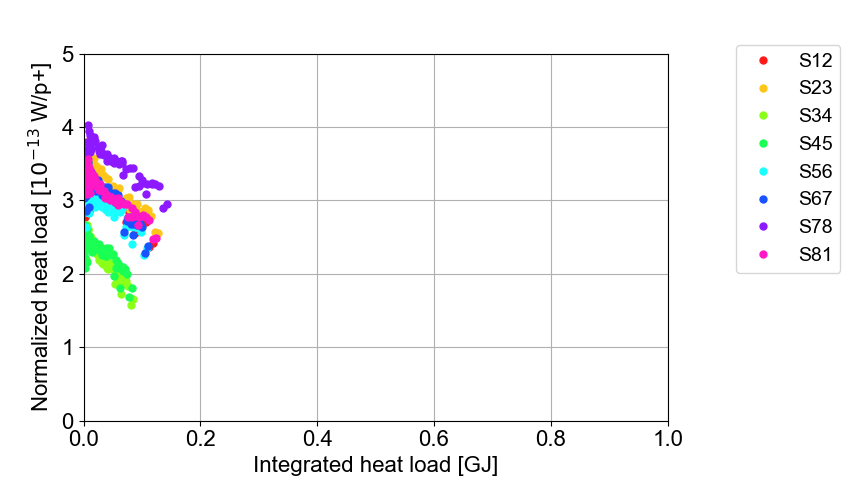 5
4
3
2
1
0
0.0 0.2 0.4 0.6 0.8 1.0
Integrated heat load [GJ]
Normalized heat load [10⁻¹³ W/p+]
S12
S23
S34
S45
S56
S67
S78
S81